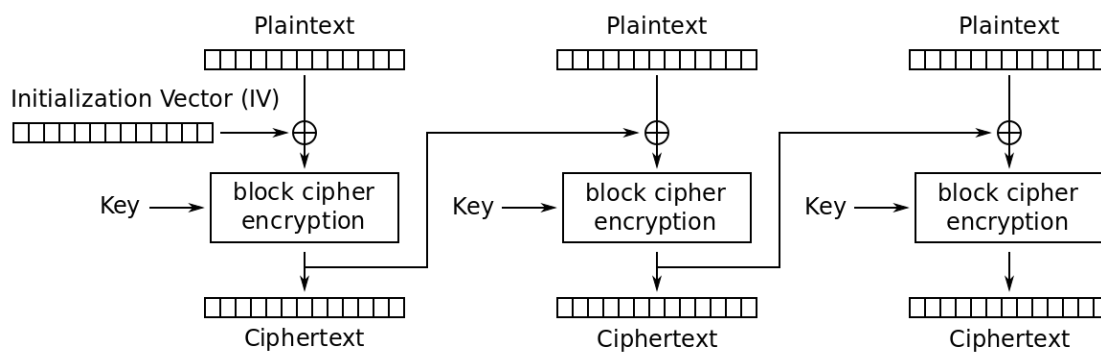 Plaintext
Plaintext
Plaintext
Initialization Vector (IV)
Key
block cipher
encryption
Key
block cipher
encryption
Key
block cipher
encryption
Ciphertext
Ciphertext
Ciphertext